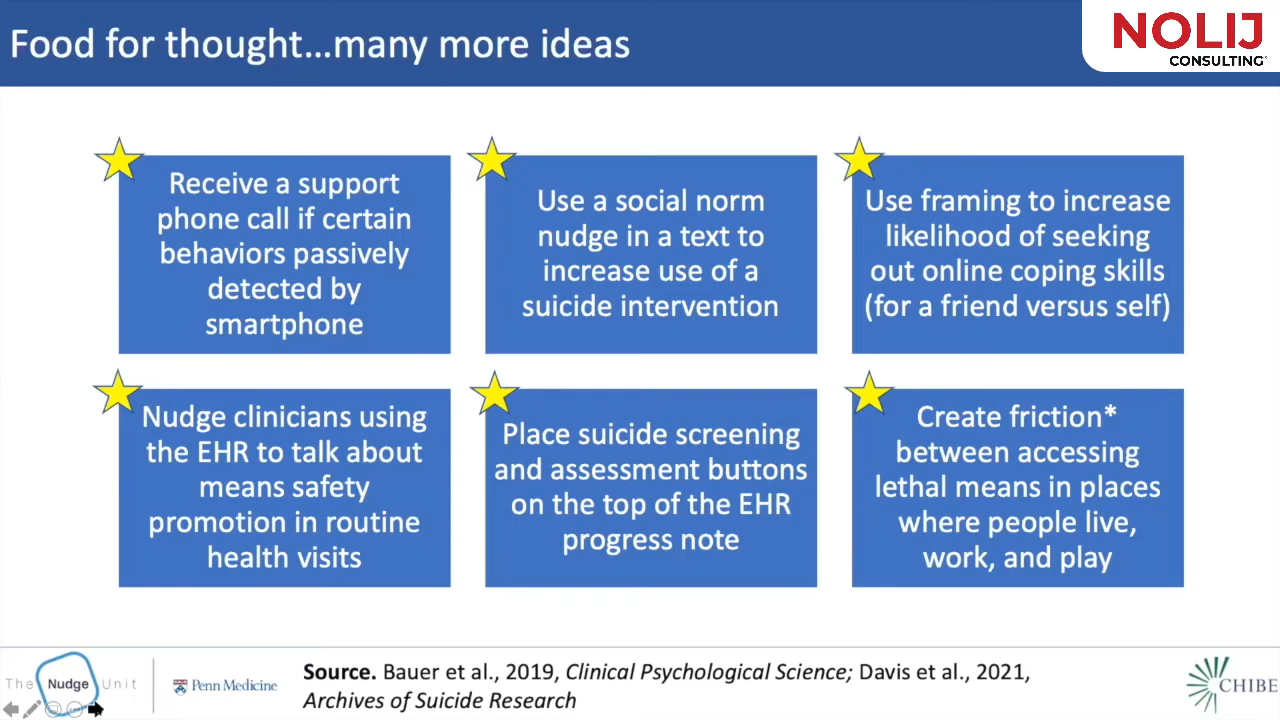 Food for thought...many more ideas
NOLIJ
CONSULTING
Receive a support
phone call if certain
behaviors passively
detected by
smartphone
Use a social norm
nudge in a text to
increase use of a
suicide intervention
Use framing to increase
likelihood of seeking
out online coping skills
(for a friend versus self)
Nudge clinicians using
the EHR to talk about
means safety
promotion in routine
health visits
Place suicide screening
and assessment buttons
on the top of the EHR
progress note
Create friction*
between accessing
lethal means in places
where people live,
work, and play
The Nudge Unit
Penn Medicine
Source. Bauer et al., 2019, Clinical Psychological Science; Davis et al., 2021,
Archives of Suicide Research
CHIBE